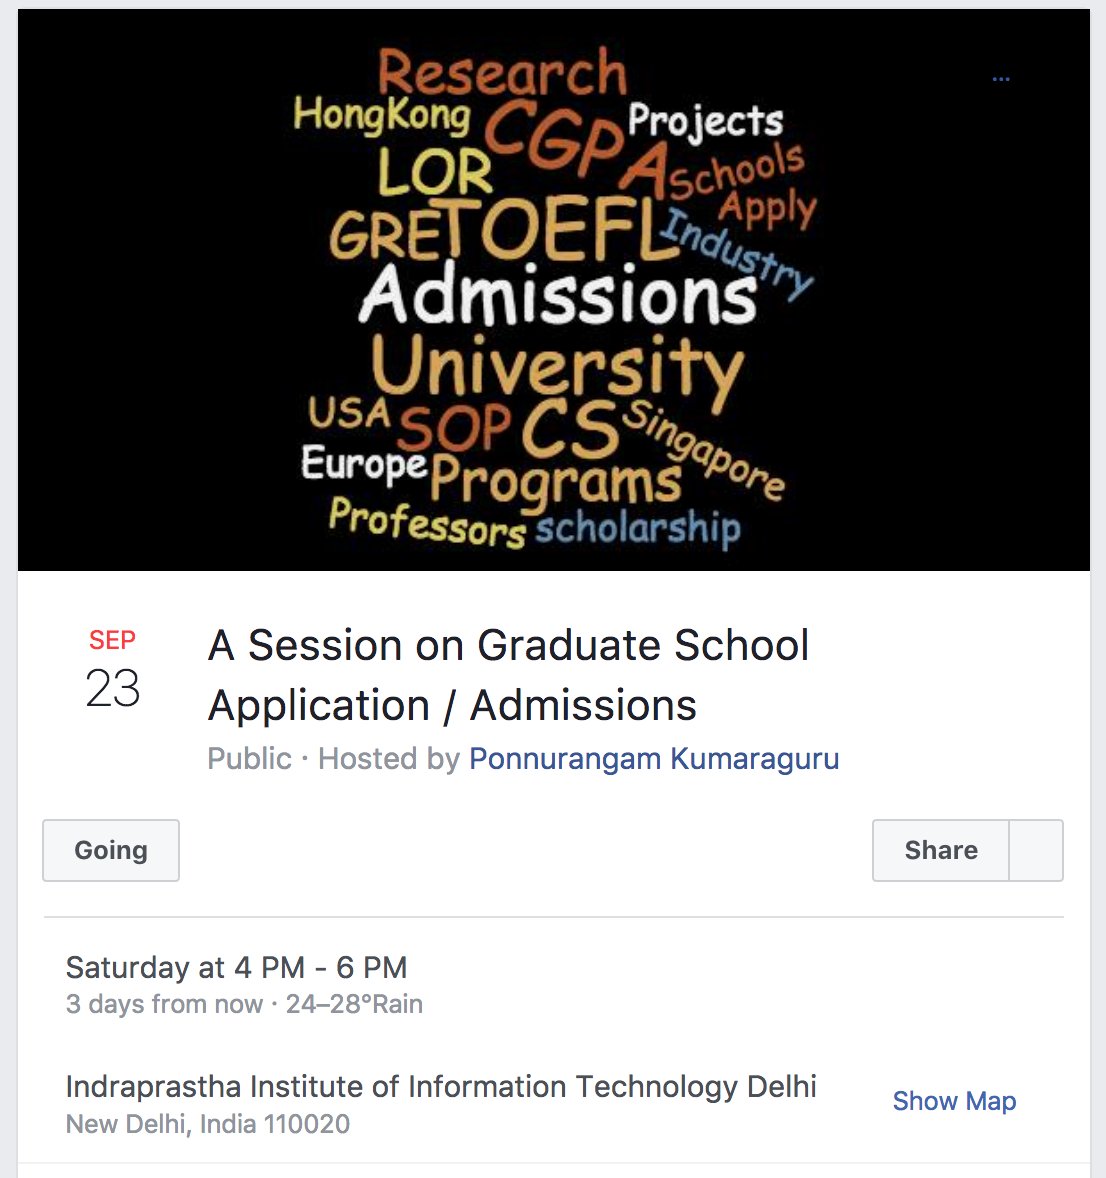 Research
HongKong CGPA Projects
LOR Schools
Apply
GRE TOEFL Industry
Admissions
University
USA SOP CS Singapore
Europe Programs
Professors scholarship
...
SEP
23
A Session on Graduate School
Application / Admissions
Public · Hosted by Ponnurangam Kumaraguru
Going
Share
Saturday at 4 PM - 6 PM
3 days from now · 24–28°Rain
Indraprastha Institute of Information Technology Delhi
Show Map
New Delhi, India 110020